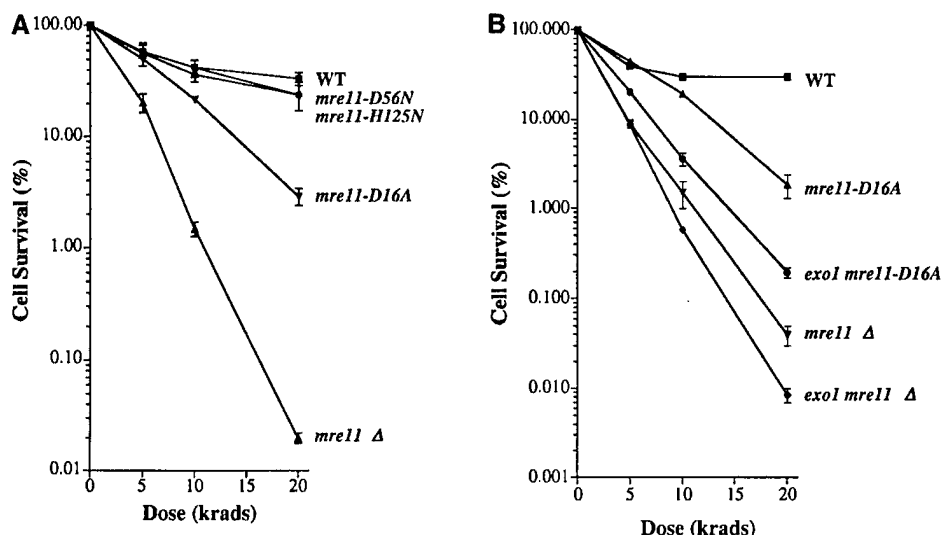 A
100.00
10.00
1.00
0.10
0.01
Cell Survival (%)
0
5
10
15
20
Dose (krads)
WT
mre11-D56N
mre11-H125N
mre11-D16A
mre11 Δ
B
100.000
10.000
1.000
0.100
0.010
0.001
Cell Survival (%)
0
5
10
15
20
Dose (krads)
WT
mre11-D16A
exo1 mre11-D16A
mre11 Δ
exo1 mre11 Δ